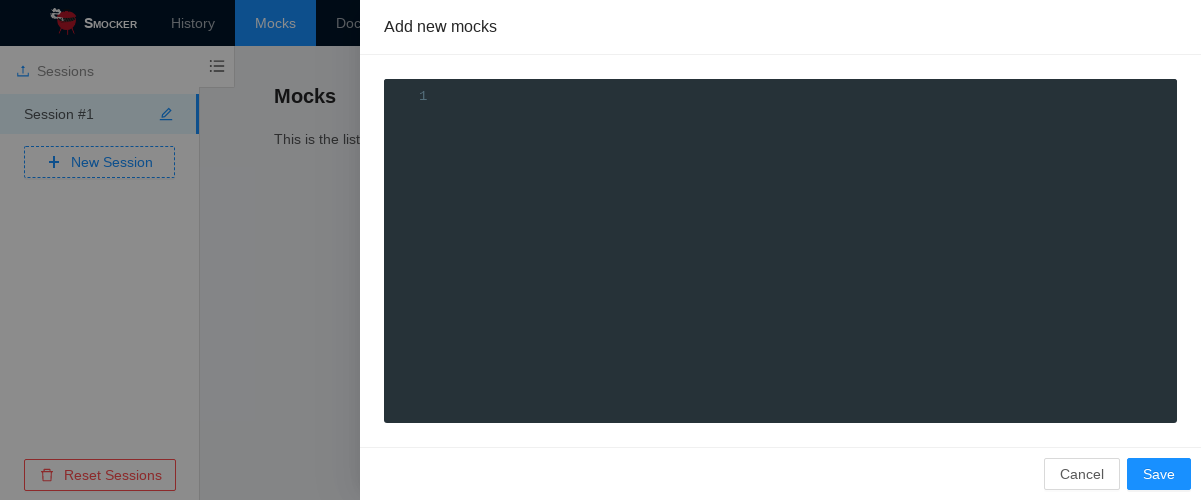 Smocker
History
Mocks
Doc
Sessions
Session #1
New Session
Reset Sessions
Mocks
This is the list
Add new mocks
1
Cancel
Save